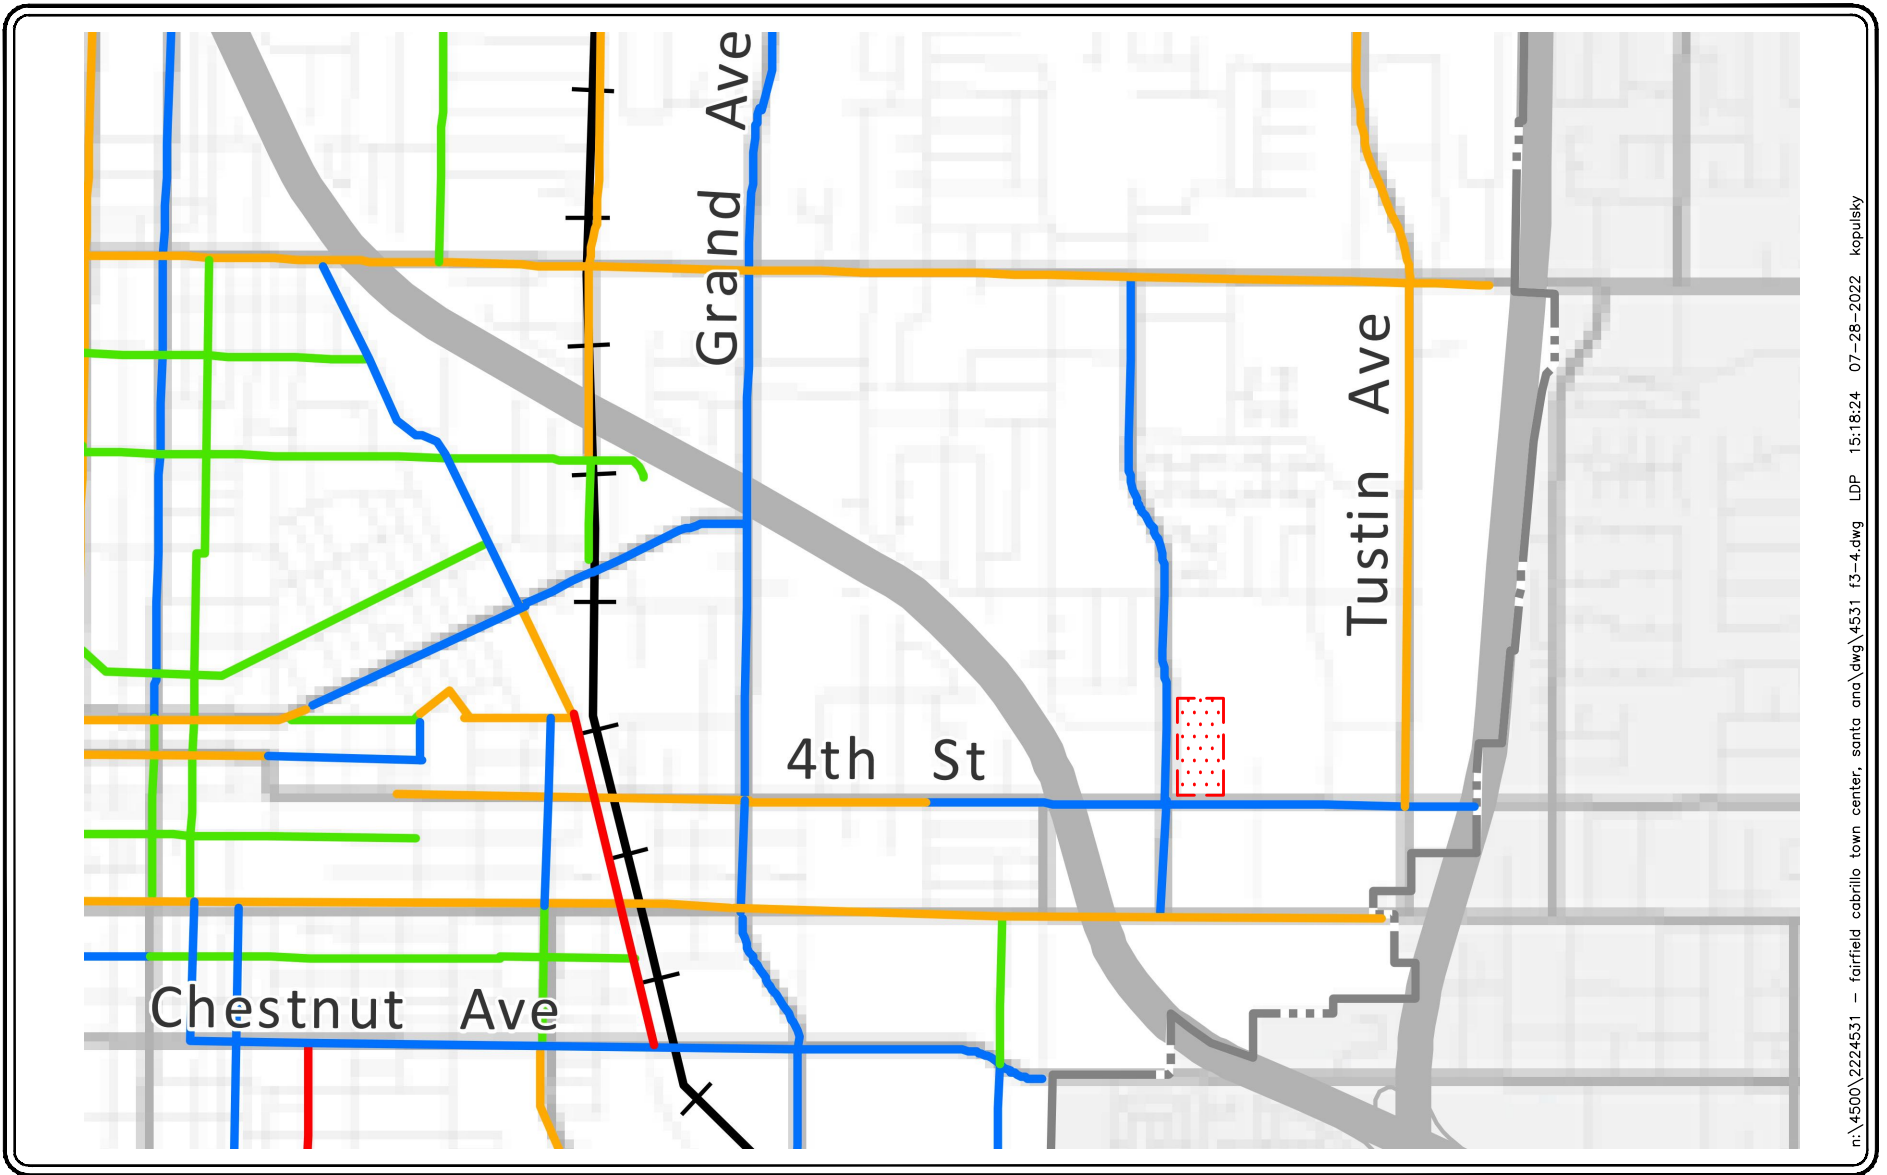 Grand Ave
Tustin Ave
4th St
Chestnut Ave
n:\4500\2224531 - fairfield cabrillo town center, santa ana\dwg\4531 f3-4.dwg LDP 15:18:24 07-28-2022 kopulsky